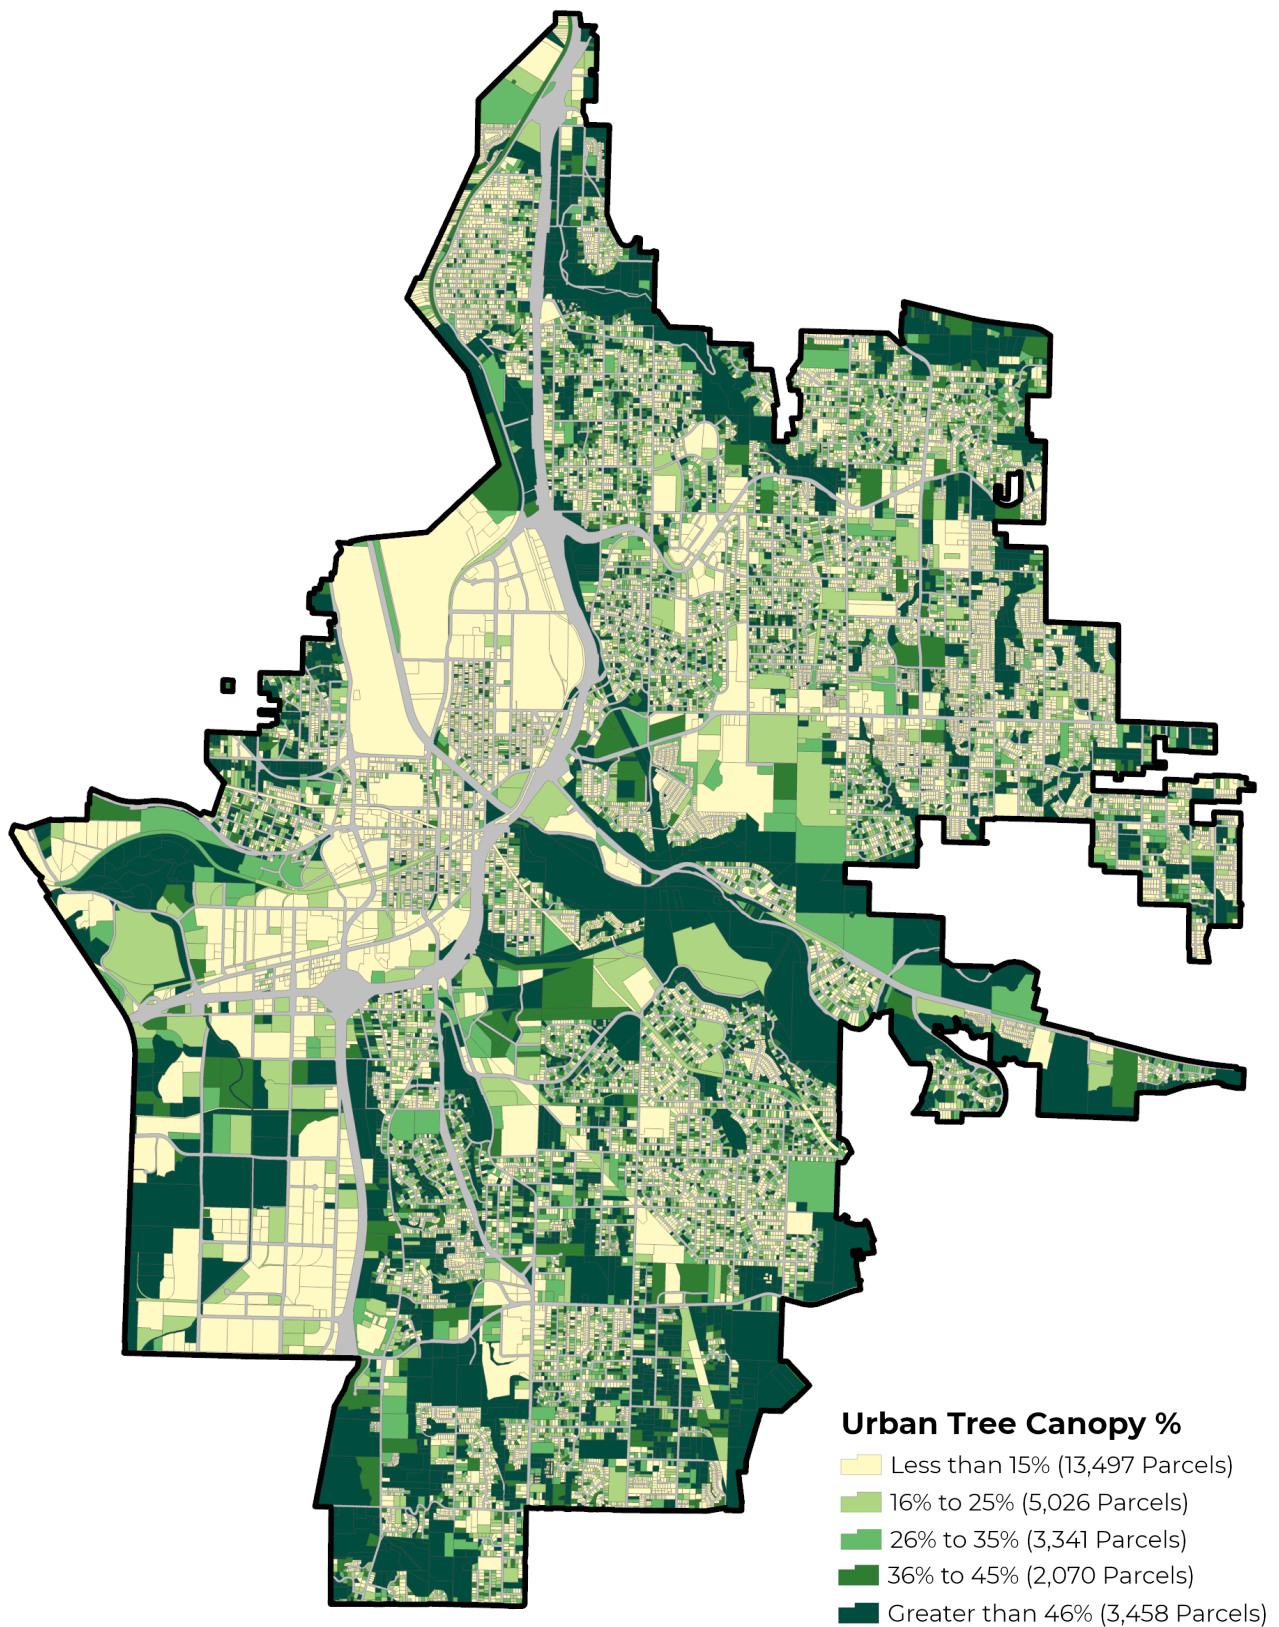 Urban Tree Canopy %
Less than 15% (13,497 Parcels)
16% to 25% (5,026 Parcels)
26% to 35% (3,341 Parcels)
36% to 45% (2,070 Parcels)
Greater than 46% (3,458 Parcels)